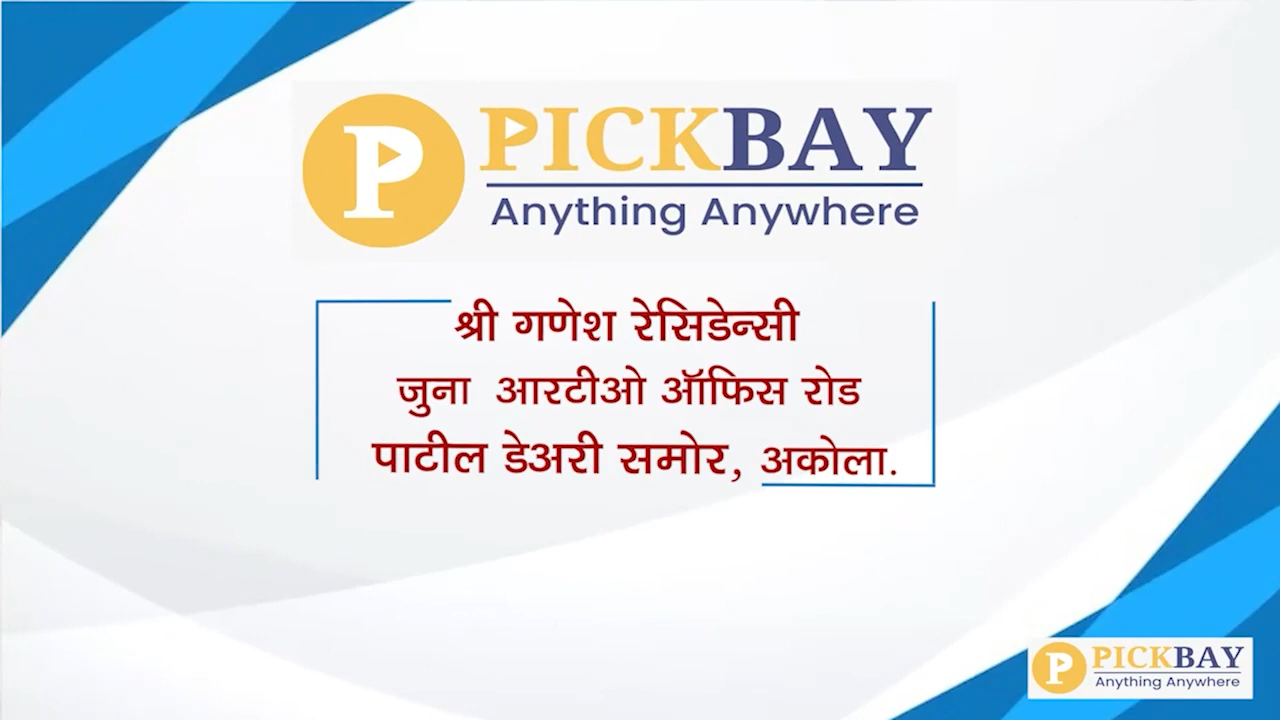 P PICKBAY
Anything Anywhere
श्री गणेश रेसिडेन्सी
जुना आरटीओ ऑफिस रोड
पाटील डेअरी समोर, अकोला.
P PICKBAY
Anything Anywhere